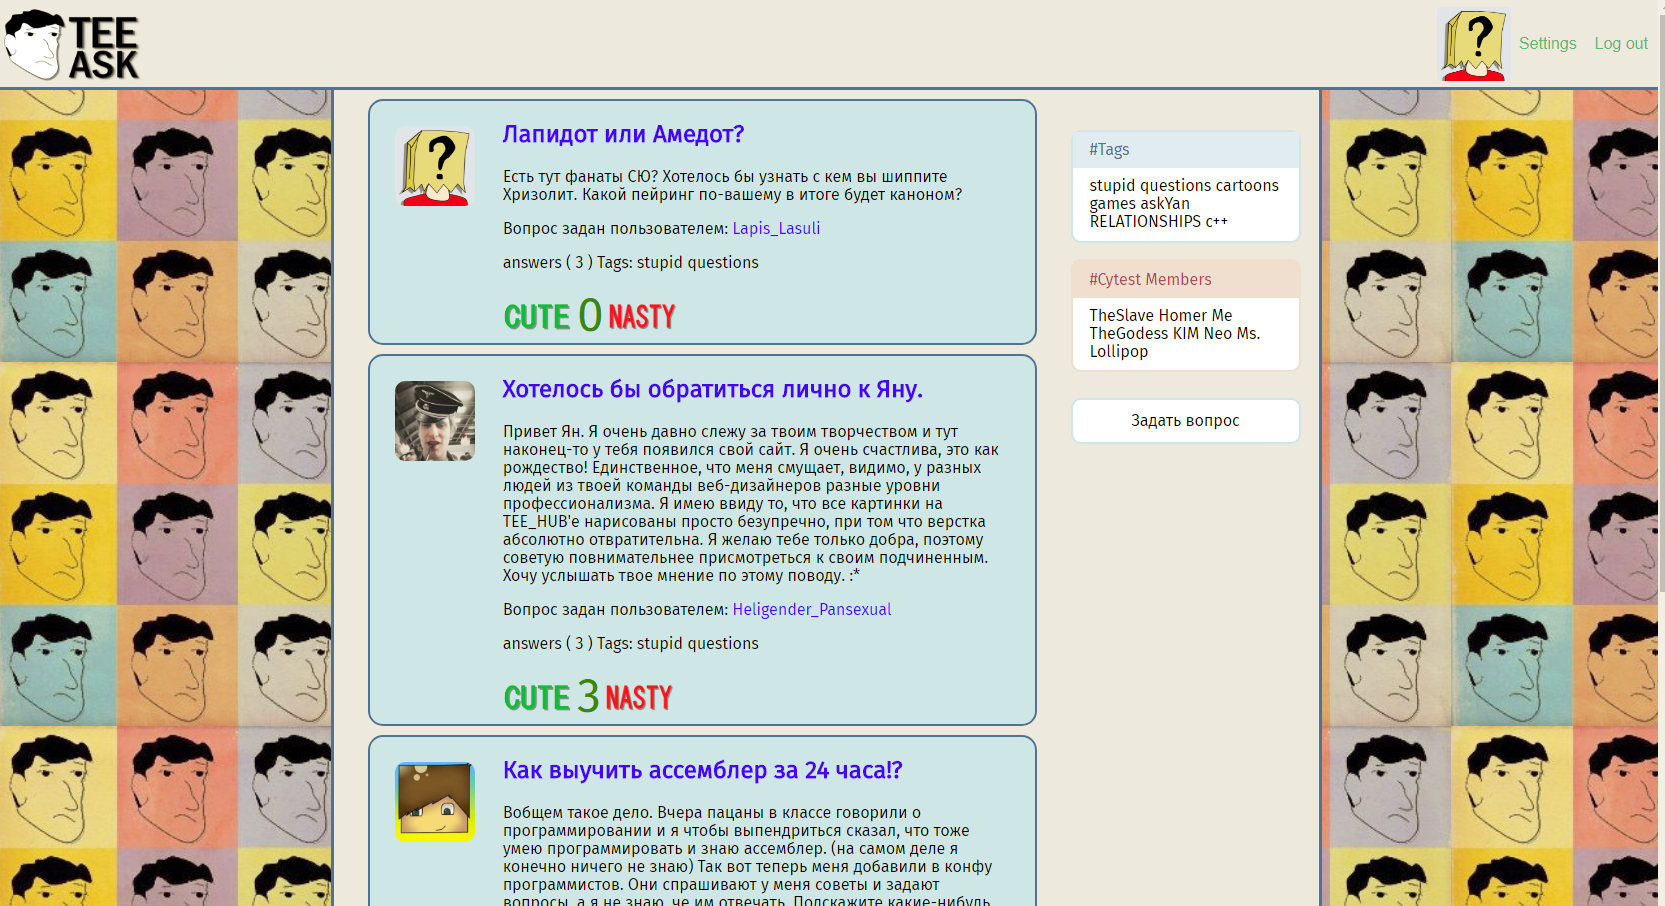 TEE
ASK
?
Settings Log out
Лапидот или Амедот?
?
Есть тут фанаты СЮ? Хотелось бы узнать с кем вы шиппите
Хризолит. Какой пейринг по-вашему в итоге будет каноном?
Вопрос задан пользователем: Lapis_Lasuli
answers ( 3 ) Tags: stupid questions
CUTE 0 NASTY
Хотелось бы обратиться лично к Яну.
Привет Ян. Я очень давно слежу за твоим творчеством и тут
наконец-то у тебя появился свой сайт. Я очень счастлива, это как
рождество! Единственное, что меня смущает, видимо, у разных
людей из твоей команды веб-дизайнеров разные уровни
профессионализма. Я имею ввиду то, что все картинки на
TEE_HUB'е нарисованы просто безупречно, при том что верстка
абсолютно отвратительна. Я желаю тебе только добра, поэтому
советую повнимательнее присмотреться к своим подчиненным.
Хочу услышать твое мнение по этому поводу. :*
Вопрос задан пользователем: Heligender_Pansexual
answers ( 3 ) Tags: stupid questions
CUTE 3 NASTY
Как выучить ассемблер за 24 часа!?
Вобщем такое дело. Вчера пацаны в классе говорили о
программировании и я чтобы выпендриться сказал, что тоже
умею программировать и знаю ассемблер. (на самом деле я
конечно ничего не знаю) Так вот теперь меня добавили в конфу
программистов. Они спрашивают у меня советы и задают
вопросы, а я не знаю, че им отвечать. Подскажите какие-нибудь
#Tags
stupid questions cartoons
games askYan
RELATIONSHIPS c++
#Cytest Members
TheSlave Homer Me
TheGodess KIM Neo Ms.
Lollipop
Задать вопрос